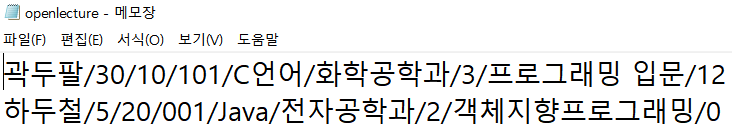 openlecture - 메모장
파일(F) 편집(E) 서식(O) 보기(V) 도움말
곽두팔/30/10/101/C언어/화학공학과/3/프로그래밍 입문/12
하두철/5/20/001/Java/전자공학과/2/객체지향프로그래밍/0